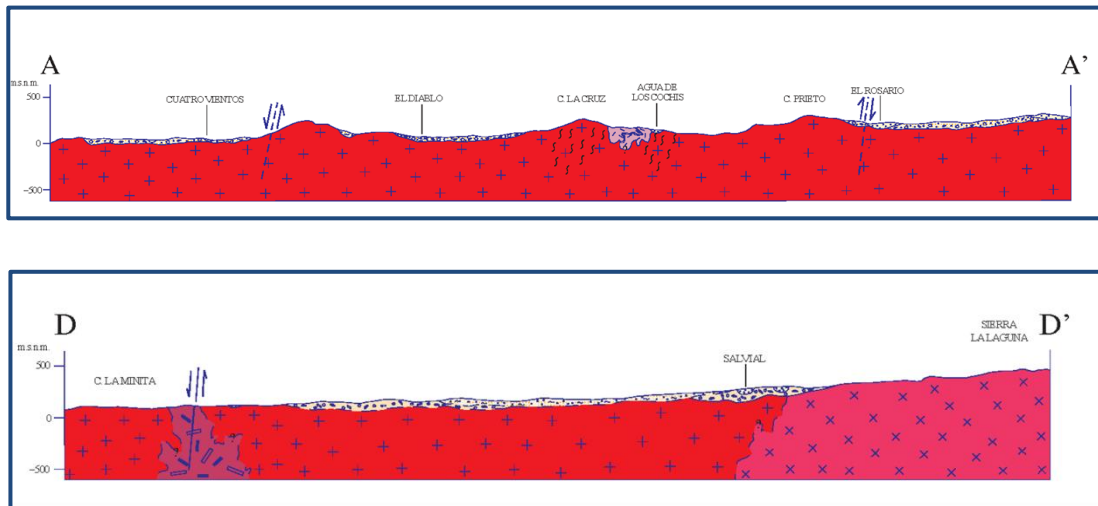 A
A'
m.s.n.m.
500
0
−500
CUATRO VIENTOS
EL DIABLO
C. LA CRUZ
AGUA DE
LOS COCHIS
C. PRIETO
EL ROSARIO
D
D'
m.s.n.m.
500
0
−500
C. LA MINITA
SALVIAL
SIERRA
LA LAGUNA